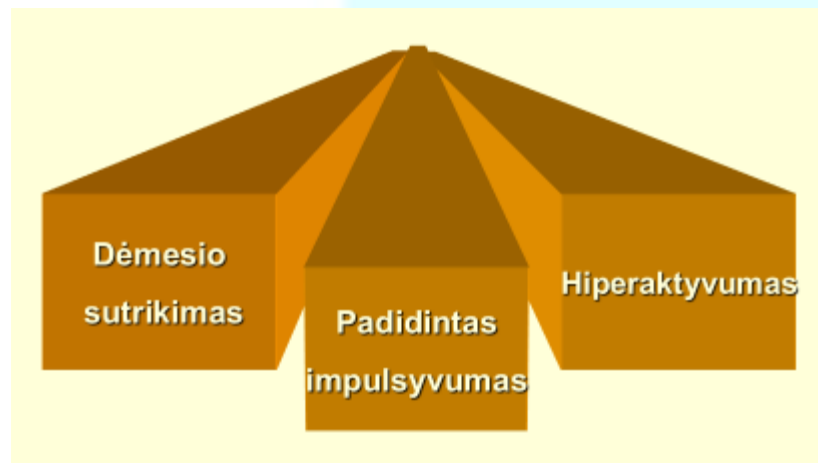 Dėmesio
sutrikimas
Padidintas
impulsyvumas
Hiperaktyvumas